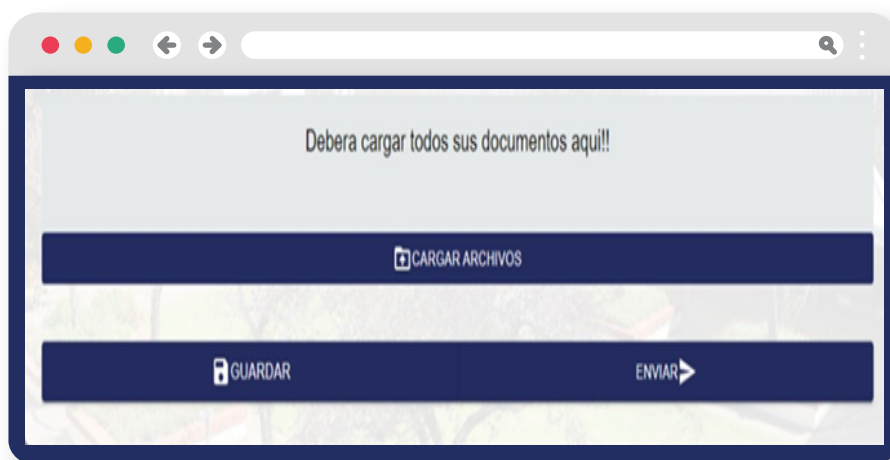 Debera cargar todos sus documentos aqui!!
CARGAR ARCHIVOS
GUARDAR
ENVIAR